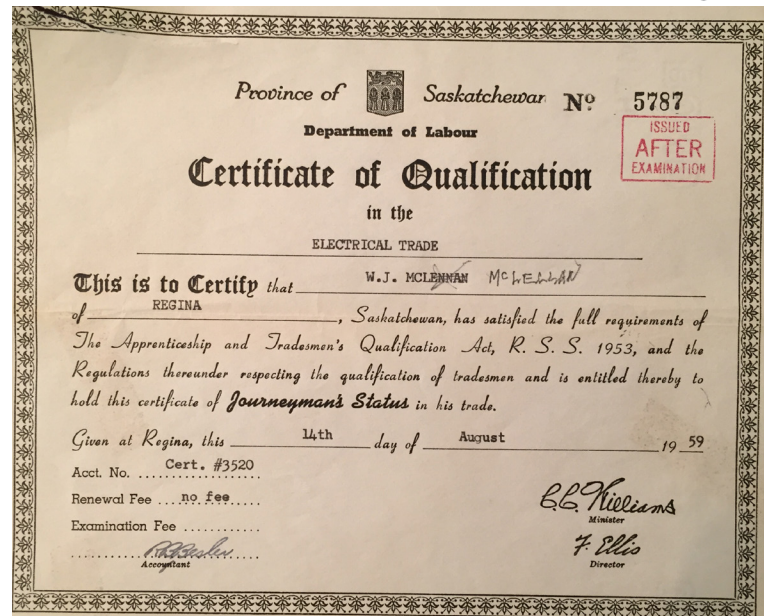 Province of Saskatchewan Nº 5787
ISSUED
AFTER
EXAMINATION
Department of Labour
Certificate of Qualification
in the
ELECTRICAL TRADE
This is to Certify that W.J. MCLENNAN McLELLAN
of REGINA, Saskatchewan, has satisfied the full requirements of
The Apprenticeship and Tradesmen's Qualification Act, R. S. S. 1953, and the
Regulations thereunder respecting the qualification of tradesmen and is entitled thereby to
hold this certificate of Journeyman's Status in his trade.
Given at Regina, this 14th day of August 19 59
Acct. No. Cert. #3520
Renewal Fee no fee
Examination Fee
Accountant
C.C. Williams
Minister
F. Ellis
Director